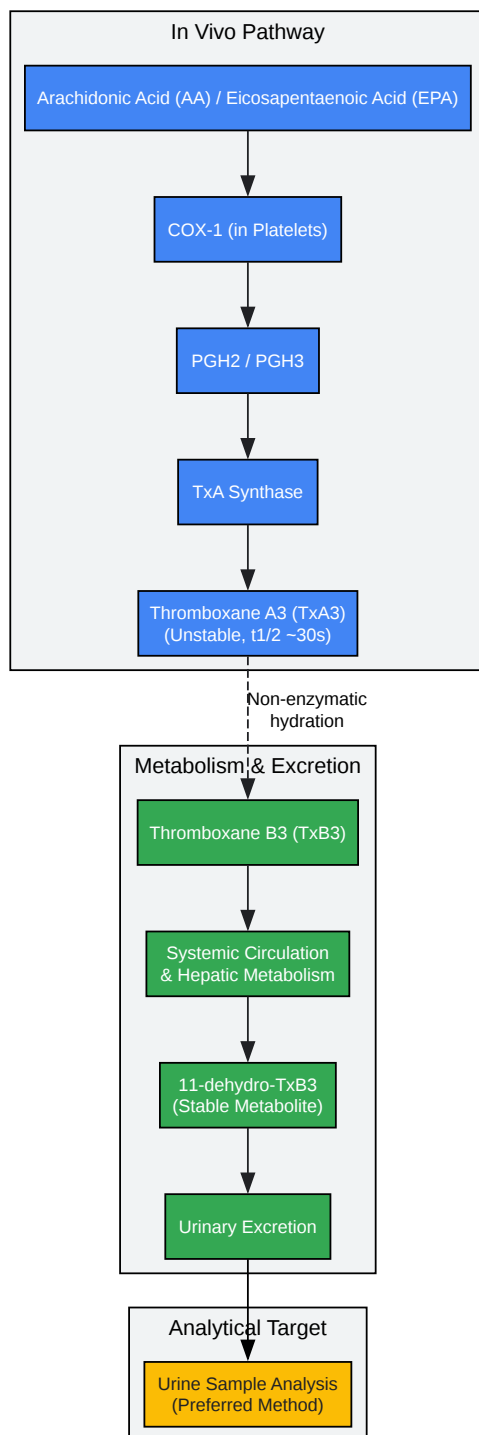 In Vivo Pathway
Arachidonic Acid (AA) / Eicosapentaenoic Acid (EPA)
COX-1 (in Platelets)
PGH2 / PGH3
TxA Synthase
Thromboxane A3 (TxA3)
(Unstable, t1/2 ~30s)
Non-enzymatic
hydration
Metabolism & Excretion
Thromboxane B3 (TxB3)
Systemic Circulation
& Hepatic Metabolism
11-dehydro-TxB3
(Stable Metabolite)
Urinary Excretion
Analytical Target
Urine Sample Analysis
(Preferred Method)